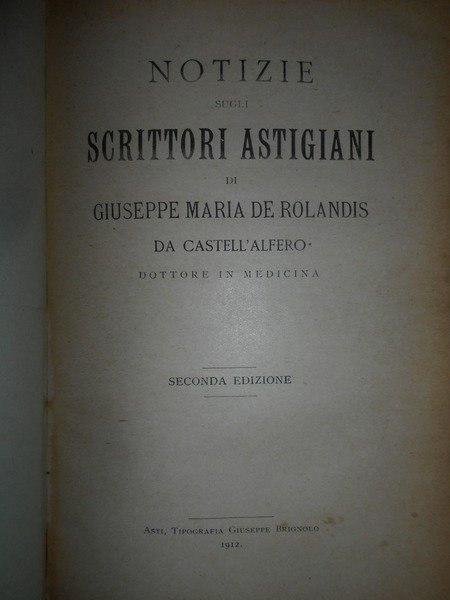 NOTIZIE
SUGLI
SCRITTORI ASTIGIANI
DI
GIUSEPPE MARIA DE ROLANDIS
DA CASTELL'ALFERO
DOTTORE IN MEDICINA
SECONDA EDIZIONE
ASTI, TIPOGRAFIA GIUSEPPE BRIGNOLO
1912.